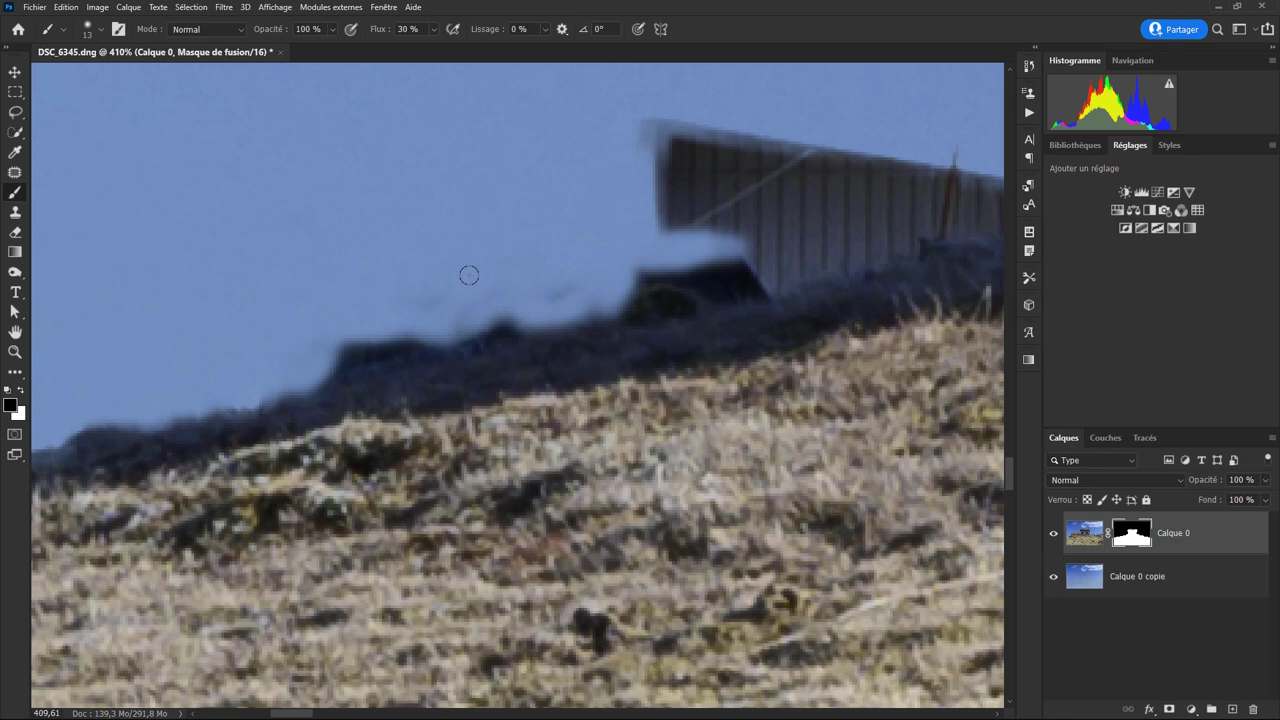 Ps Fichier Edition Image Calque Texte Sélection Filtre 3D Affichage Modules externes Fenêtre Aide
13 Mode : Normal Opacité : 100 % Flux : 30 % Lissage : 0 % 0° Partager
DSC_6345.dng @ 410% (Calque 0, Masque de fusion/16) * ×
Histogramme Navigation
Bibliothèques Réglages Styles
Ajouter un réglage
Calques Couches Tracés
Type
Normal Opacité : 100 %
Verrou : Fond : 100 %
Calque 0
Calque 0 copie
409,61 Doc : 139,3 Mo/291,8 Mo